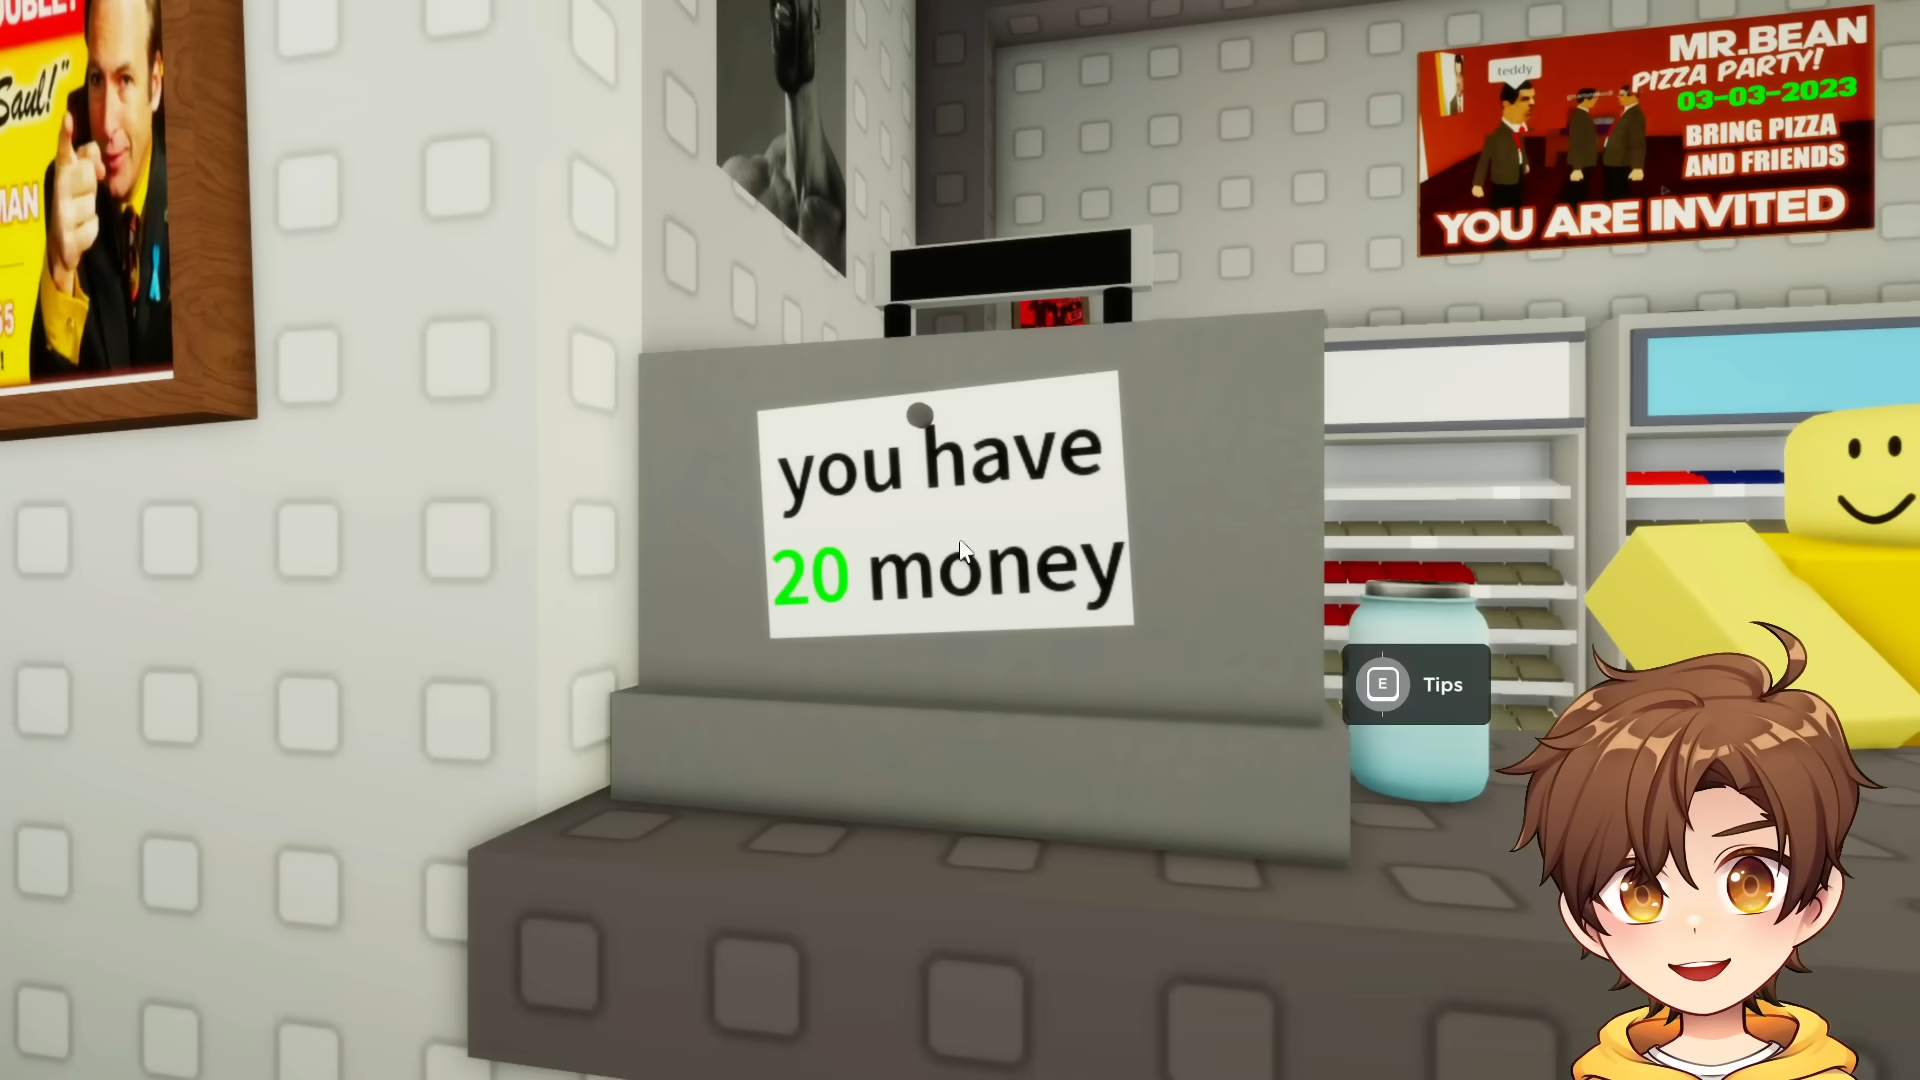 Saul!"
MR.BEAN
PIZZA PARTY!
03-03-2023
BRING PIZZA
AND FRIENDS
YOU ARE INVITED
teddy
you have
20 money
E Tips